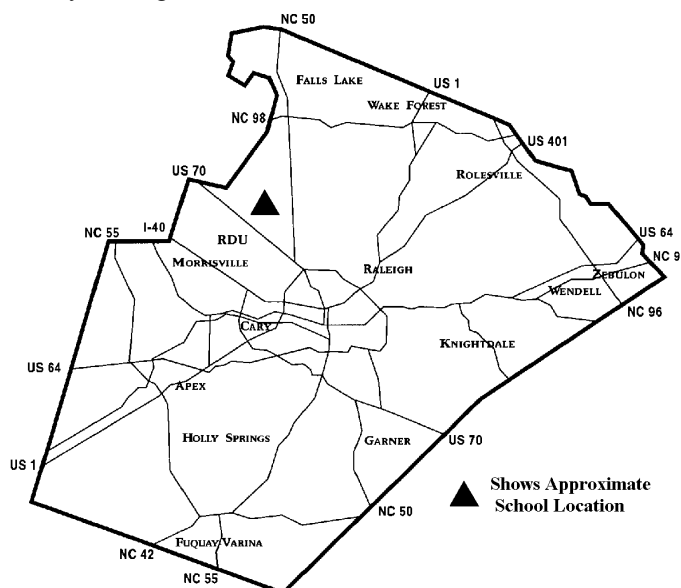 NC 50
FALLS LAKE
US 1
WAKE FOREST
NC 98
US 401
US 70
ROLESVILLE
NC 55
I-40
RDU
US 64
MORRISVILLE
RALEIGH
NC 9
ZEBULON
WENDELL
NC 96
CARY
KNIGHTDALE
US 64
APEX
HOLLY SPRINGS
GARNER
US 70
US 1
Shows Approximate
School Location
NC 50
FUQUAY-VARINA
NC 42
NC 55